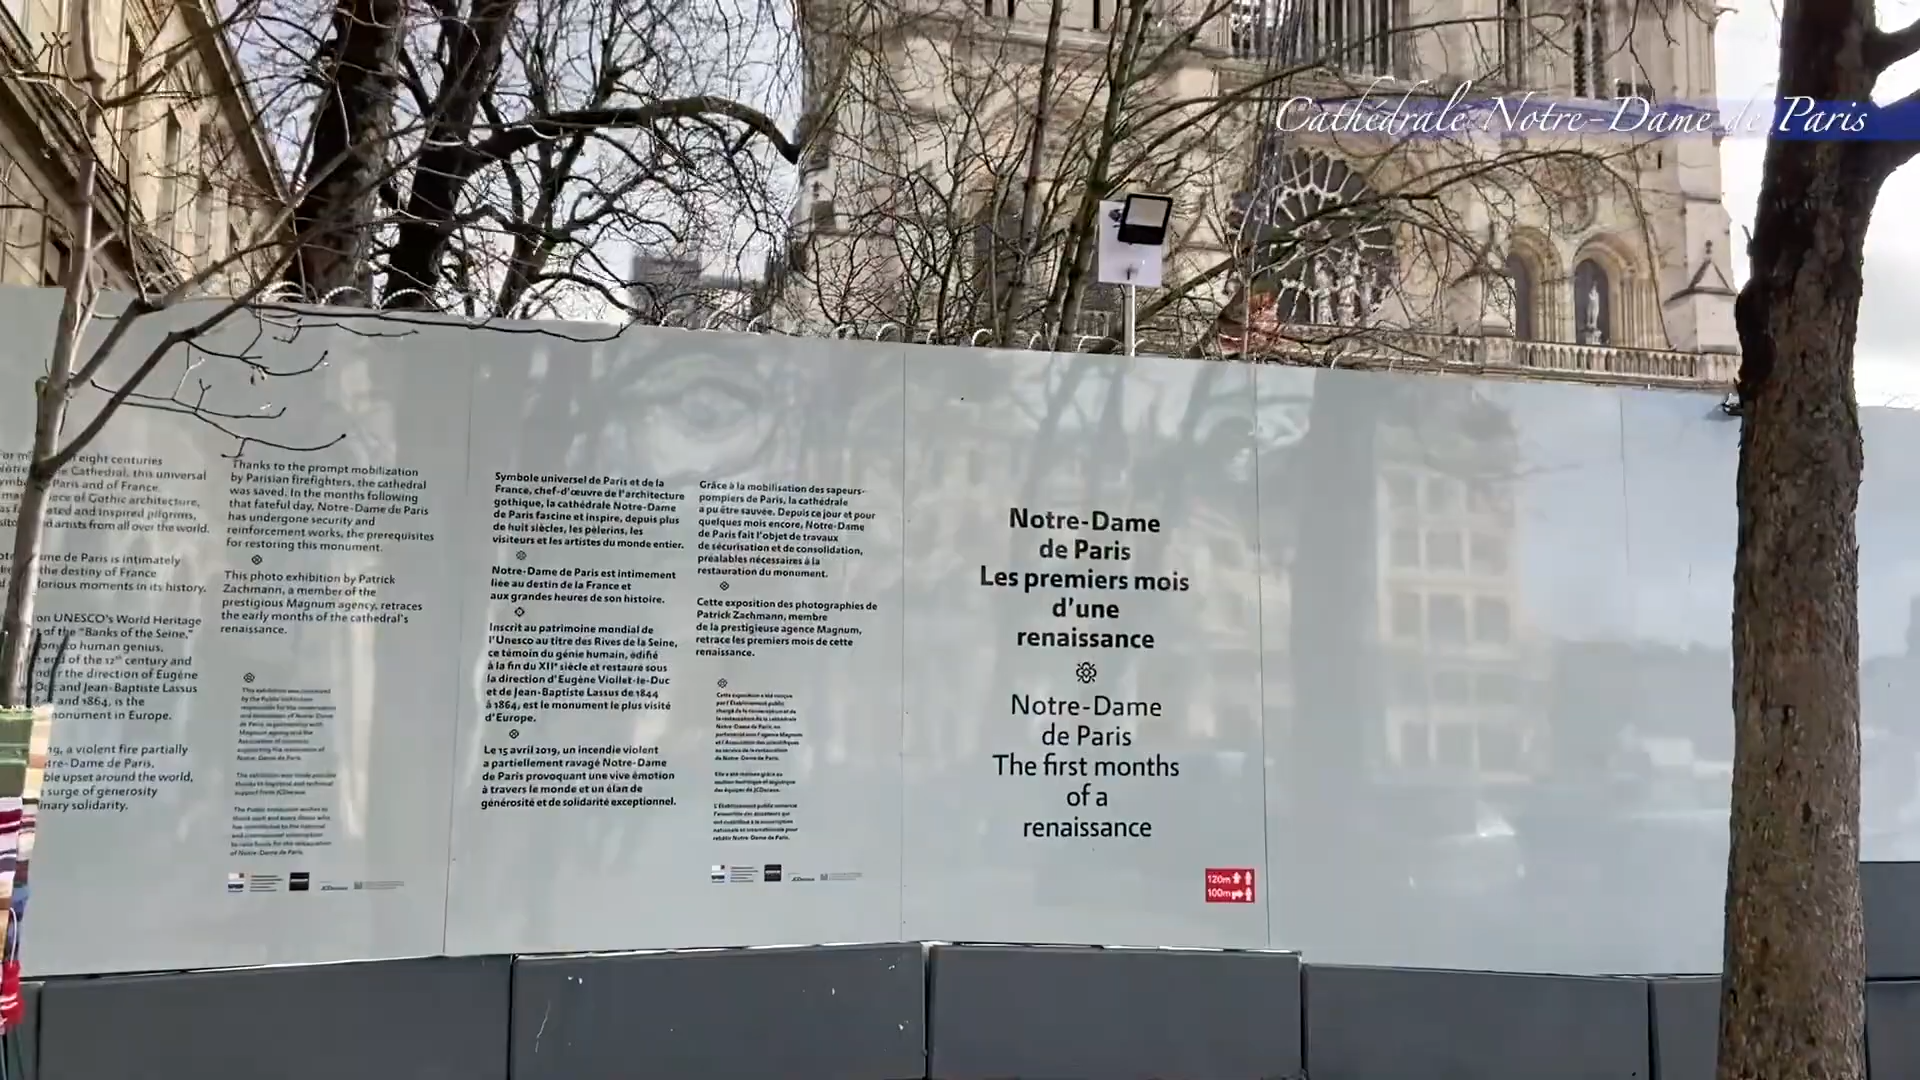 Cathédrale Notre-Dame de Paris
eight centuries
Cathedral, this universal
Paris and of France,
of Gothic architecture,
and inspired pilgrims,
artists from all over the world.
de Paris is intimately
the destiny of France
moments in its history.
on UNESCO's World Heritage
of the "Banks of the Seine,"
to human genius,
end of the 12th century and
the direction of Eugène
and Jean-Baptiste Lassus
and 1864, is the
monument in Europe.
a violent fire partially
Dame de Paris,
upset around the world,
surge of generosity
solidarity.
Thanks to the prompt mobilization
by Parisian firefighters, the cathedral
was saved. In the months following
that fateful day, Notre-Dame de Paris
has undergone security and
reinforcement works, the prerequisites
for restoring this monument.
This photo exhibition by Patrick
Zachmann, a member of the
prestigious Magnum agency, retraces
the early months of the cathedral's
renaissance.
Symbole universel de Paris et de la
France, chef-d'œuvre de l'architecture
gothique, la cathédrale Notre-Dame
de Paris fascine et inspire, depuis plus
de huit siècles, les pèlerins, les
visiteurs et les artistes du monde entier.
Notre-Dame de Paris est intimement
liée au destin de la France et
aux grandes heures de son histoire.
Inscrit au patrimoine mondial de
l'Unesco au titre des Rives de la Seine,
ce témoin du génie humain, édifié
à la fin du XIIe siècle et restauré sous
la direction d'Eugène Viollet-le-Duc
et de Jean-Baptiste Lassus de 1844
à 1864, est le monument le plus visité
d'Europe.
Le 15 avril 2019, un incendie violent
a partiellement ravagé Notre-Dame
de Paris provoquant une vive émotion
à travers le monde et un élan de
générosité et de solidarité exceptionnel.
Grâce à la mobilisation des sapeurs-
pompiers de Paris, la cathédrale
a pu être sauvée. Depuis ce jour et pour
quelques mois encore, Notre-Dame
de Paris fait l'objet de travaux
de sécurisation et de consolidation,
préalables nécessaires à la
restauration du monument.
Cette exposition des photographies de
Patrick Zachmann, membre
de la prestigieuse agence Magnum,
retrace les premiers mois de cette
renaissance.
Notre-Dame
de Paris
Les premiers mois
d'une
renaissance
Notre-Dame
de Paris
The first months
of a
renaissance
120m
100m